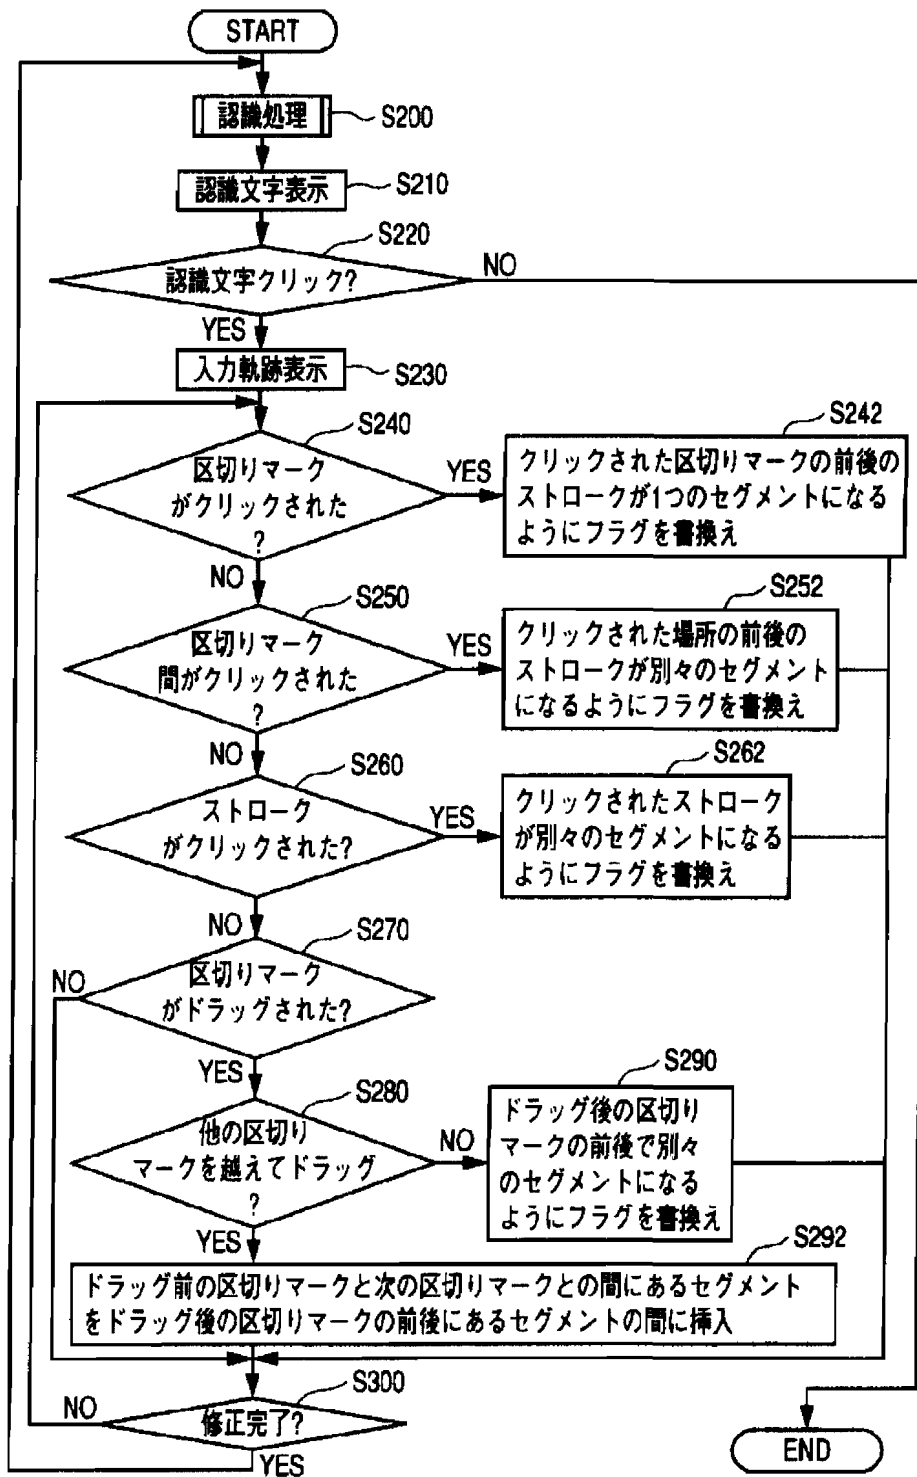 START
認識処理
S200
認識文字表示
S210
S220
認識文字クリック?
NO
YES
入力軌跡表示
S230
S240
区切りマーク
がクリックされた
?
YES
S242
クリックされた区切りマークの前後の
ストロークが1つのセグメントになる
ようにフラグを書換え
NO
S250
区切りマーク
間がクリックされた
?
YES
S252
クリックされた場所の前後の
ストロークが別々のセグメント
になるようにフラグを書換え
NO
S260
ストローク
がクリックされた?
YES
S262
クリックされたストローク
が別々のセグメントになる
ようにフラグを書換え
NO
S270
区切りマーク
がドラッグされた?
NO
YES
S280
他の区切り
マークを越えてドラッグ
?
NO
S290
ドラッグ後の区切り
マークの前後で別々
のセグメントになる
ようにフラグを書換え
YES
S292
ドラッグ前の区切りマークと次の区切りマークとの間にあるセグメント
をドラッグ後の区切りマークの前後にあるセグメントの間に挿入
S300
修正完了?
NO
YES
END